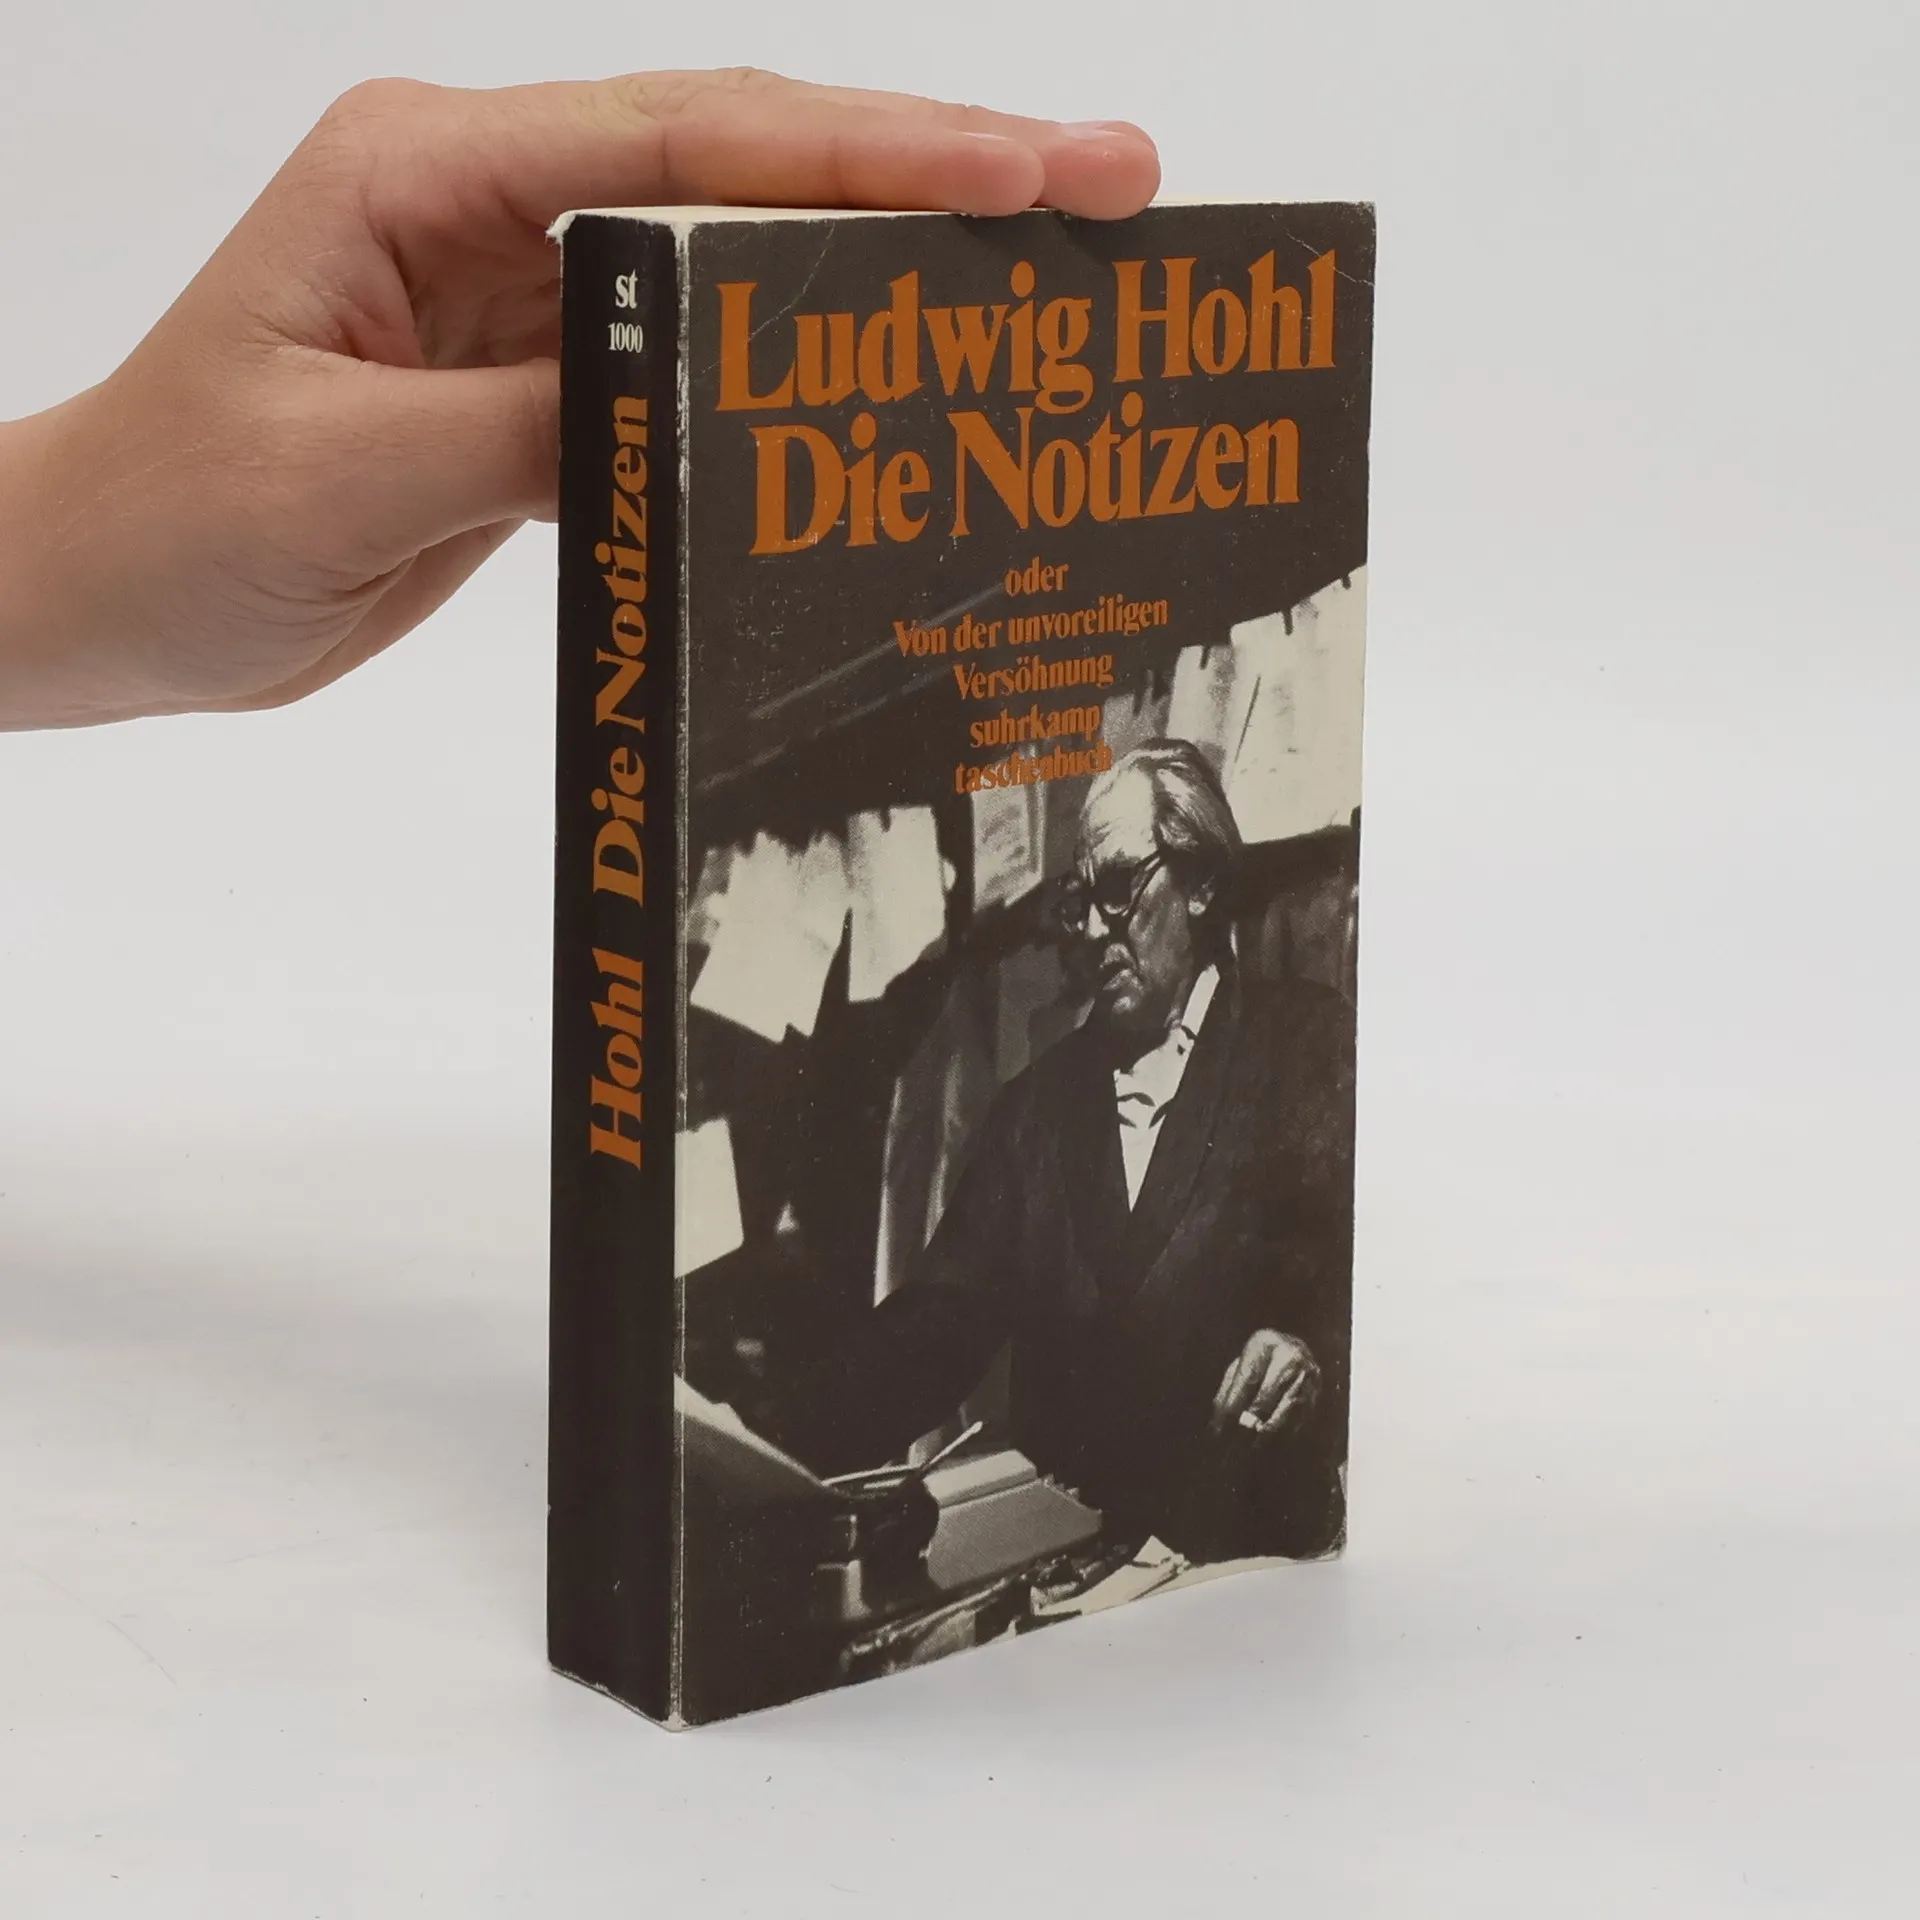 st
1000
Hohl Die Notizen
Ludwig Hohl
Die Notizen
oder
Von der unvoreiligen
Versöhnung
suhrkamp
taschenbuch